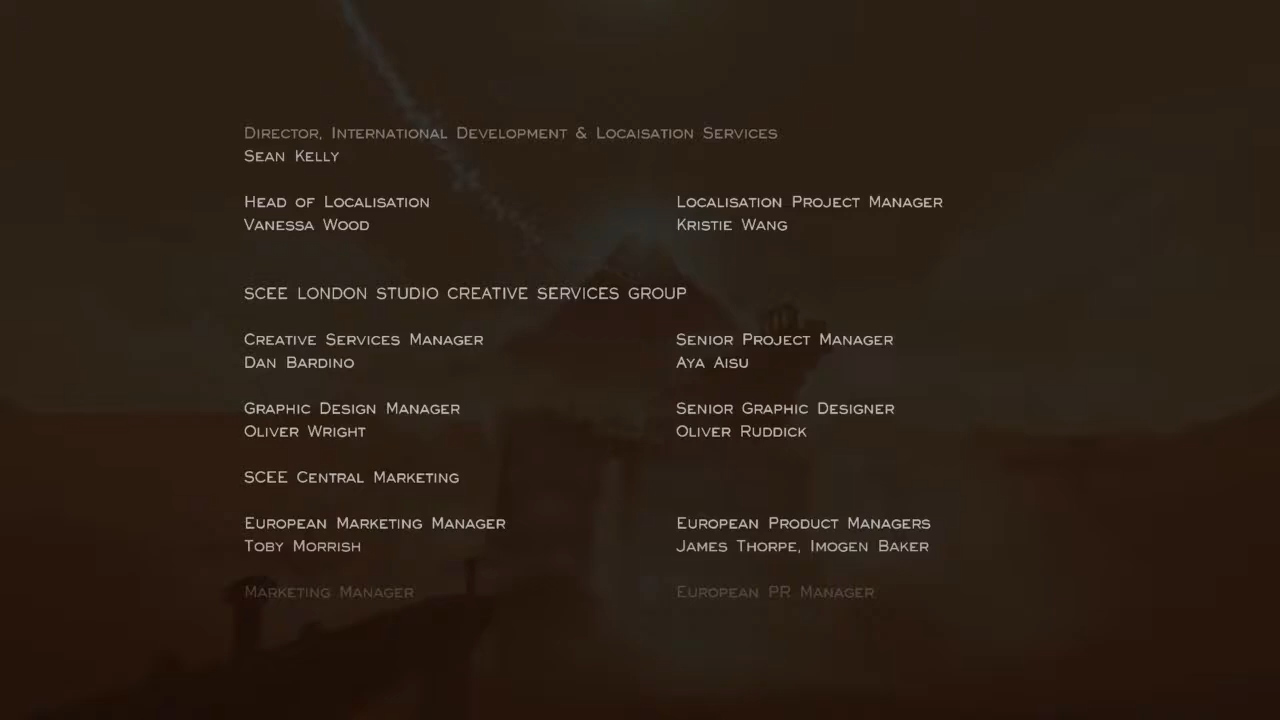 Director, International Development & Locaisation Services
Sean Kelly
Head of Localisation
Vanessa Wood
Localisation Project Manager
Kristie Wang
SCEE LONDON STUDIO CREATIVE SERVICES GROUP
Creative Services Manager
Dan Bardino
Senior Project Manager
Aya Aisu
Graphic Design Manager
Oliver Wright
Senior Graphic Designer
Oliver Ruddick
SCEE Central Marketing
European Marketing Manager
Toby Morrish
European Product Managers
James Thorpe, Imogen Baker
Marketing Manager
European PR Manager